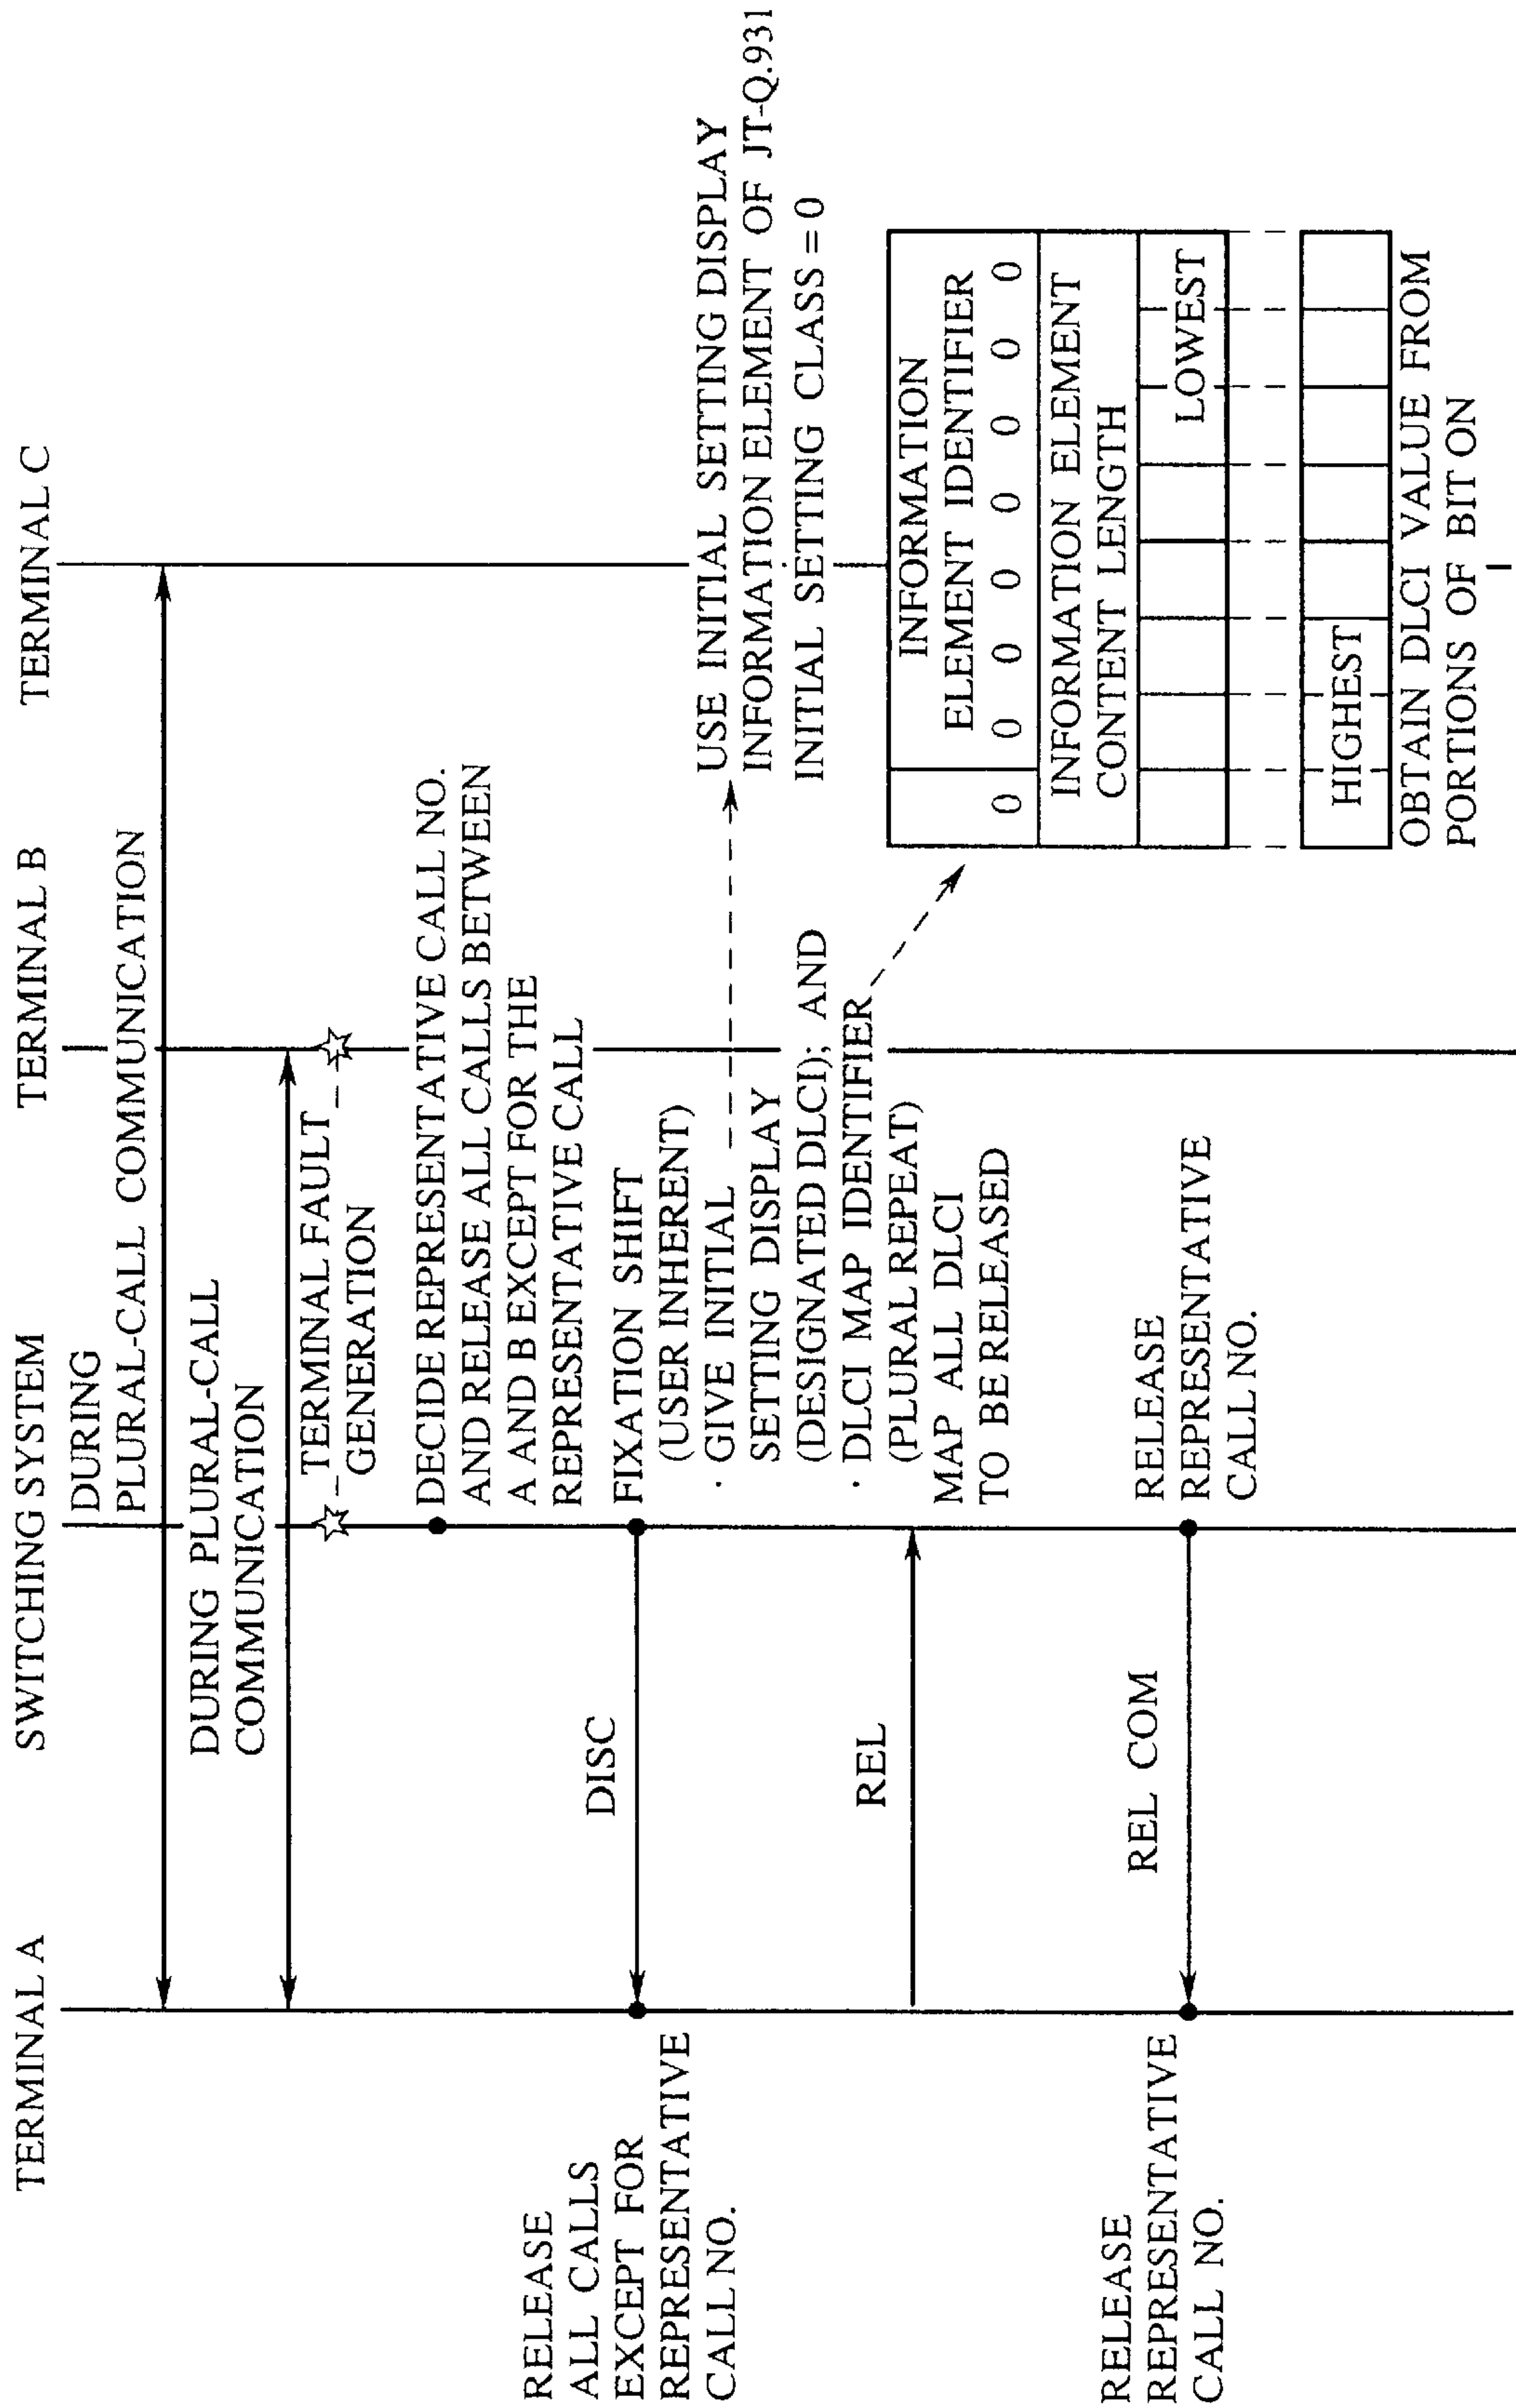 TERMINAL A
SWITCHING SYSTEM
TERMINAL B
TERMINAL C
DURING
PLURAL-CALL COMMUNICATION
DURING PLURAL-CALL
COMMUNICATION
TERMINAL FAULT
GENERATION
DECIDE REPRESENTATIVE CALL NO.
AND RELEASE ALL CALLS BETWEEN
A AND B EXCEPT FOR THE
REPRESENTATIVE CALL
RELEASE
ALL CALLS
EXCEPT FOR
REPRESENTATIVE
CALL NO.
DISC
FIXATION SHIFT
(USER INHERENT)
· GIVE INITIAL
SETTING DISPLAY
(DESIGNATED DLCI); AND
· DLCI MAP IDENTIFIER
(PLURAL REPEAT)
MAP ALL DLCI
TO BE RELEASED
USE INITIAL SETTING DISPLAY
INFORMATION ELEMENT OF JT-Q.931
INITIAL SETTING CLASS = 0
INFORMATION
ELEMENT IDENTIFIER
0 0 0 0 0 0 0 0
INFORMATION ELEMENT
CONTENT LENGTH
LOWEST
HIGHEST
OBTAIN DLCI VALUE FROM
PORTIONS OF BIT ON
REL
RELEASE
REPRESENTATIVE
CALL NO.
REL COM
RELEASE
REPRESENTATIVE
CALL NO.